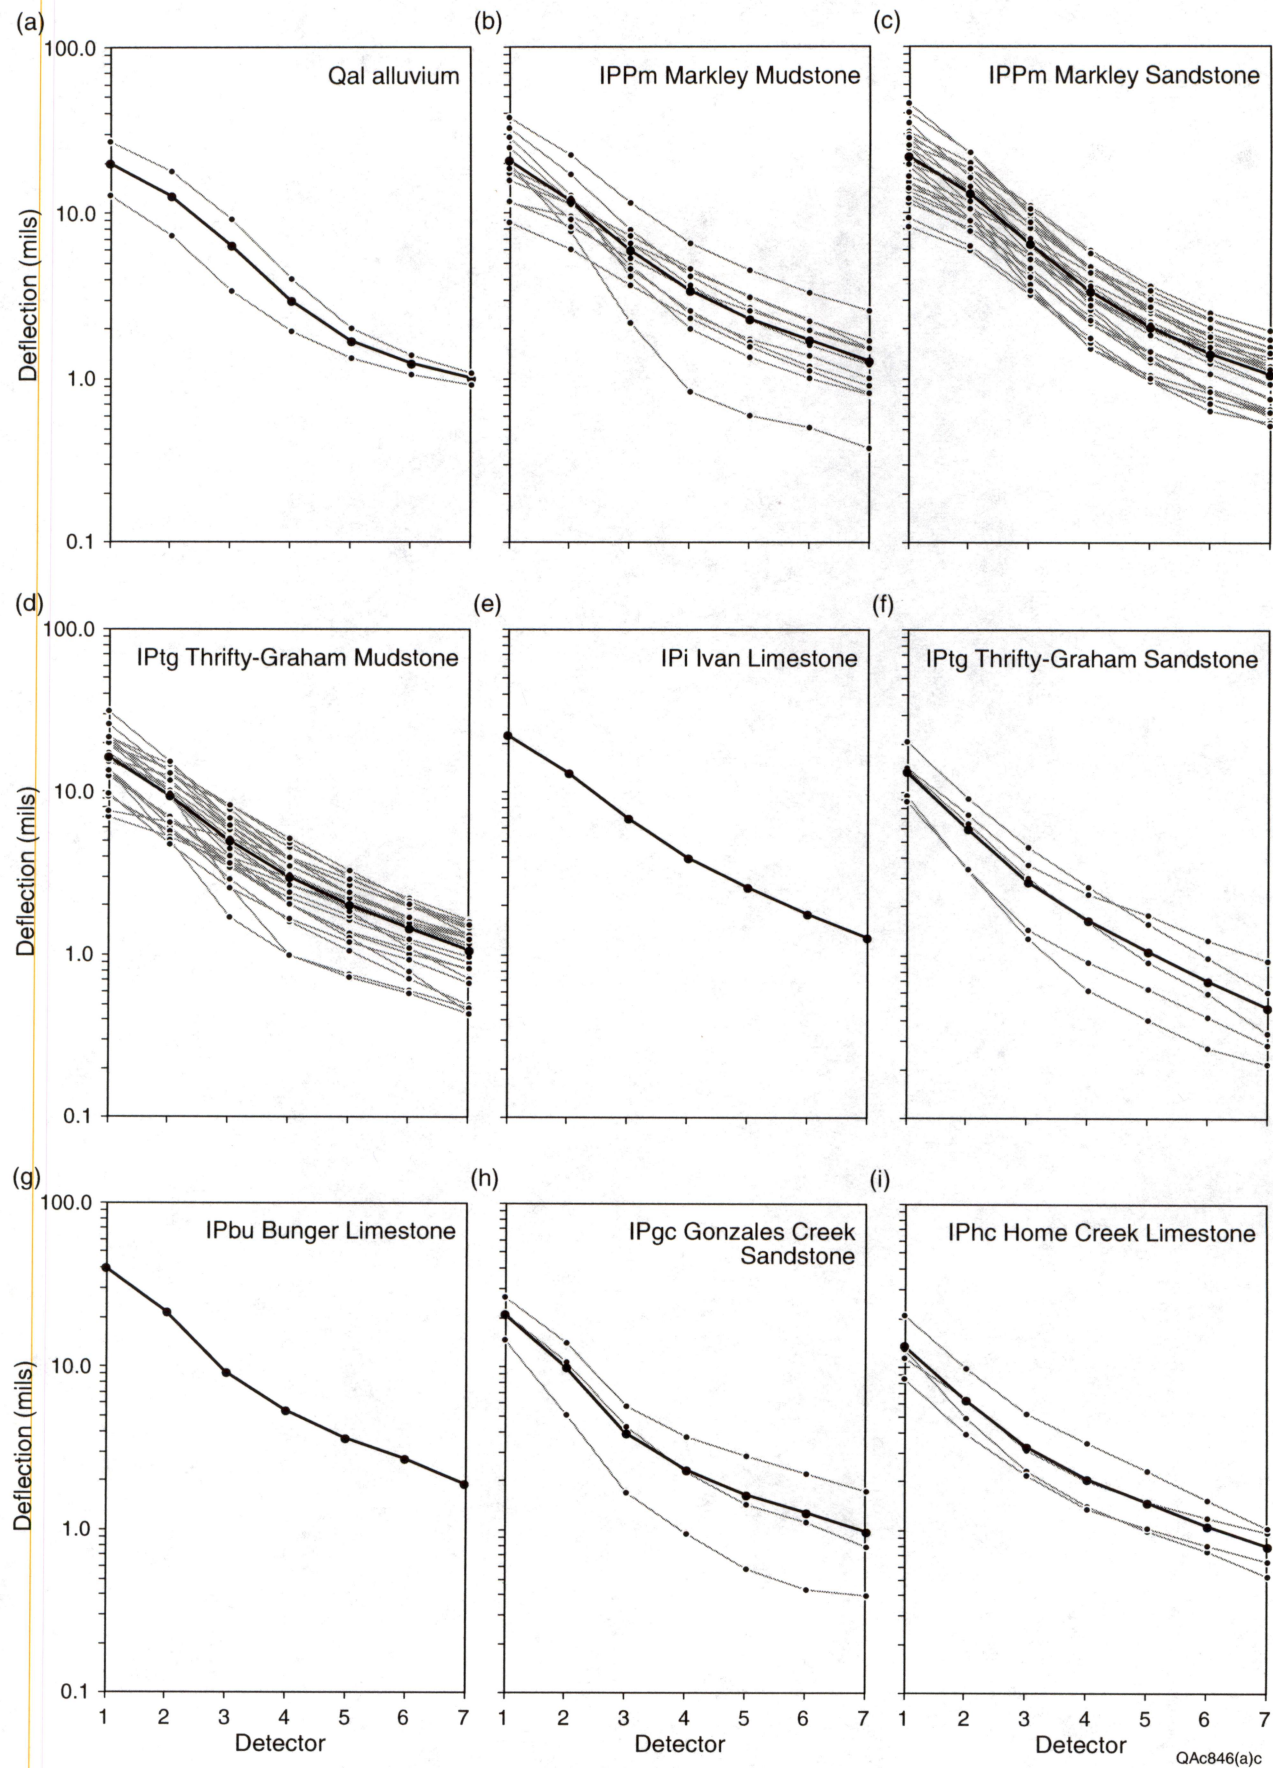 (a)
(b)
(c)
100.0
10.0
1.0
0.1
Deflection (mils)
Qal alluvium
IPPm Markley Mudstone
IPPm Markley Sandstone
(d)
(e)
(f)
100.0
10.0
1.0
0.1
Deflection (mils)
IPtg Thrifty-Graham Mudstone
IPi Ivan Limestone
IPtg Thrifty-Graham Sandstone
(g)
(h)
(i)
100.0
10.0
1.0
0.1
Deflection (mils)
IPbu Bunger Limestone
IPgc Gonzales Creek
Sandstone
IPhc Home Creek Limestone
1 2 3 4 5 6 7
1 2 3 4 5 6 7
1 2 3 4 5 6 7
Detector
Detector
Detector
QAc846(a)c